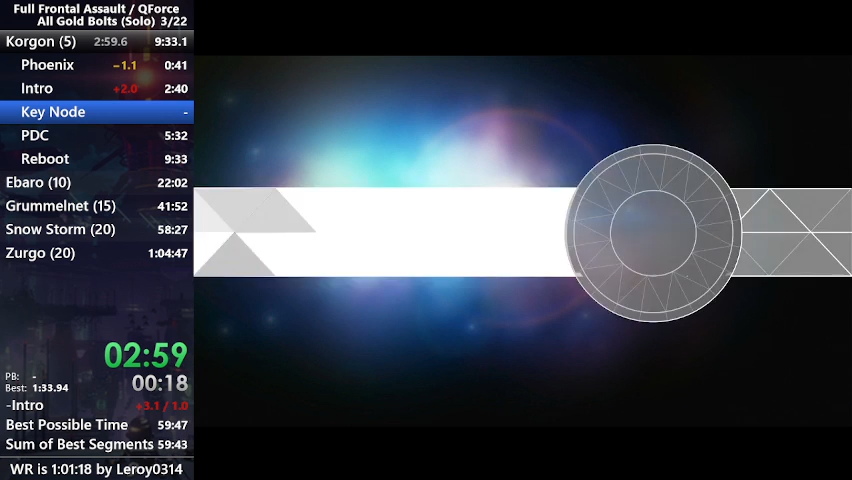 Full Frontal Assault / QForce
All Gold Bolts (Solo) 3/22
Korgon (5) 2:59.6 9:33.1
Phoenix −1.1 0:41
Intro +2.0 2:40
Key Node -
PDC 5:32
Reboot 9:33
Ebaro (10) 22:02
Grummelnet (15) 41:52
Snow Storm (20) 58:27
Zurgo (20) 1:04:47
02:59
PB: -
Best: 1:33.94 00:18
-Intro +3.1 / 1.0
Best Possible Time 59:47
Sum of Best Segments 59:43
WR is 1:01:18 by Leroy0314